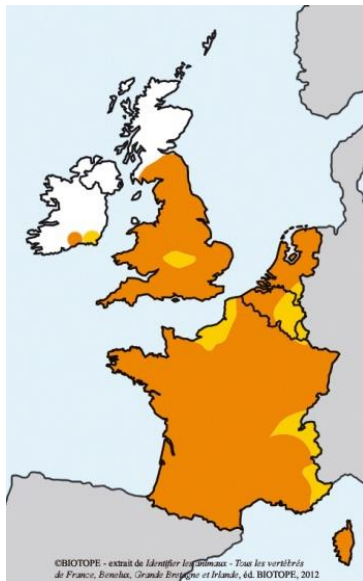 ©BIOTOPE - extrait de Identifier les animaux - Tous les vertébrés
de France, Benelux, Grande Bretagne et Irlande, éd. BIOTOPE, 2012